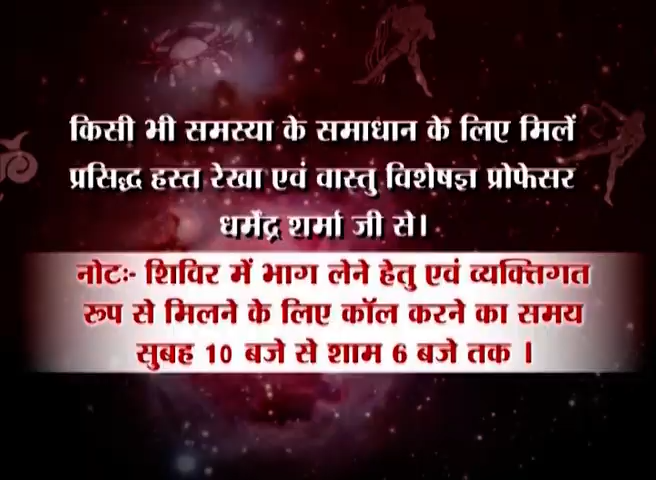 किसी भी समस्या के समाधान के लिए मिलें
प्रसिद्ध हस्त रेखा एवं वास्तु विशेषज्ञ प्रोफेसर
धर्मेंद्र शर्मा जी से।
नोटः- शिविर में भाग लेने हेतु एवं व्यक्तिगत
रूप से मिलने के लिए कॉल करने का समय
सुबह 10 बजे से शाम 6 बजे तक ।